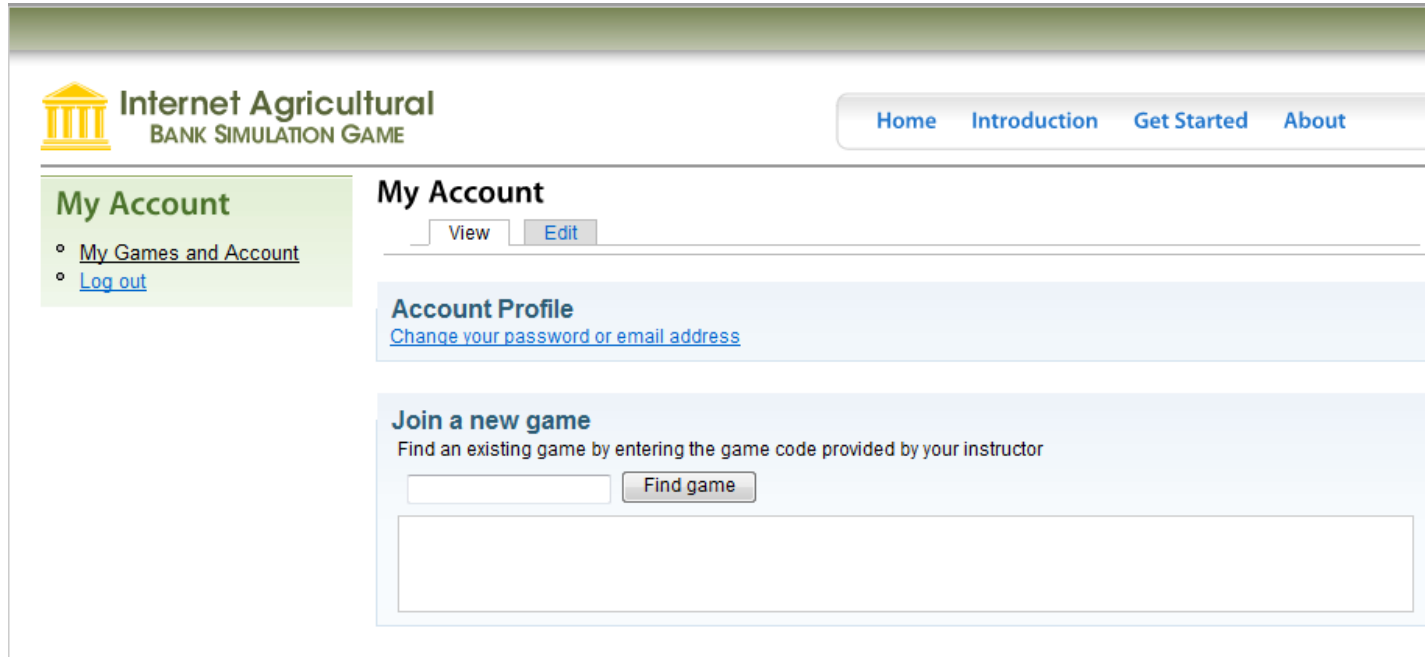 Internet Agricultural
BANK SIMULATION GAME
Home Introduction Get Started About
My Account
My Games and Account
Log out
My Account
View Edit
Account Profile
Change your password or email address
Join a new game
Find an existing game by entering the game code provided by your instructor
Find game